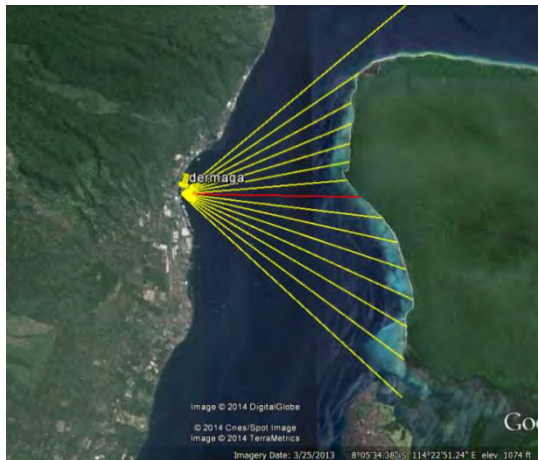 dermaga
Image © 2014 DigitalGlobe
© 2014 Cnes/Spot Image
Image © 2014 TerraMetrics
Goo
Imagery Date: 3/25/2013 8°05'34.38" S 114°22'51.24" E elev 1074 ft